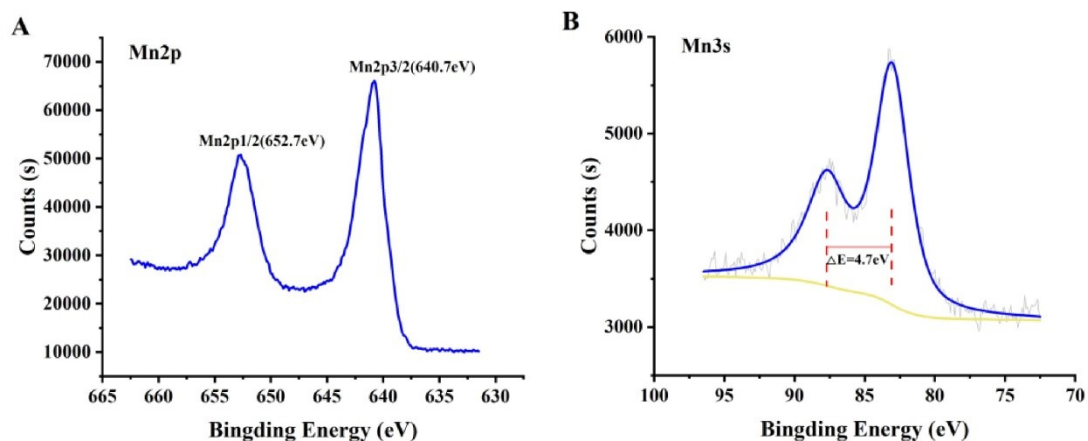 A
Mn2p
Mn2p3/2(640.7eV)
Mn2p1/2(652.7eV)
Counts (s)
70000
60000
50000
40000
30000
20000
10000
665 660 655 650 645 640 635 630
Bingding Energy (eV)
B
Mn3s
Counts (s)
6000
5000
4000
3000
△E=4.7eV
100 95 90 85 80 75 70
Bingding Energy (eV)